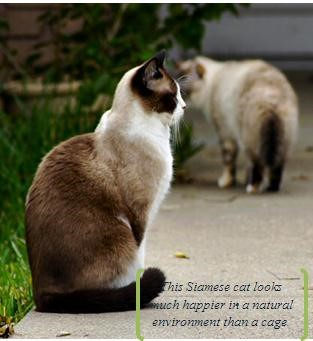 This Siamese cat looks
much happier in a natural
environment than a cage.